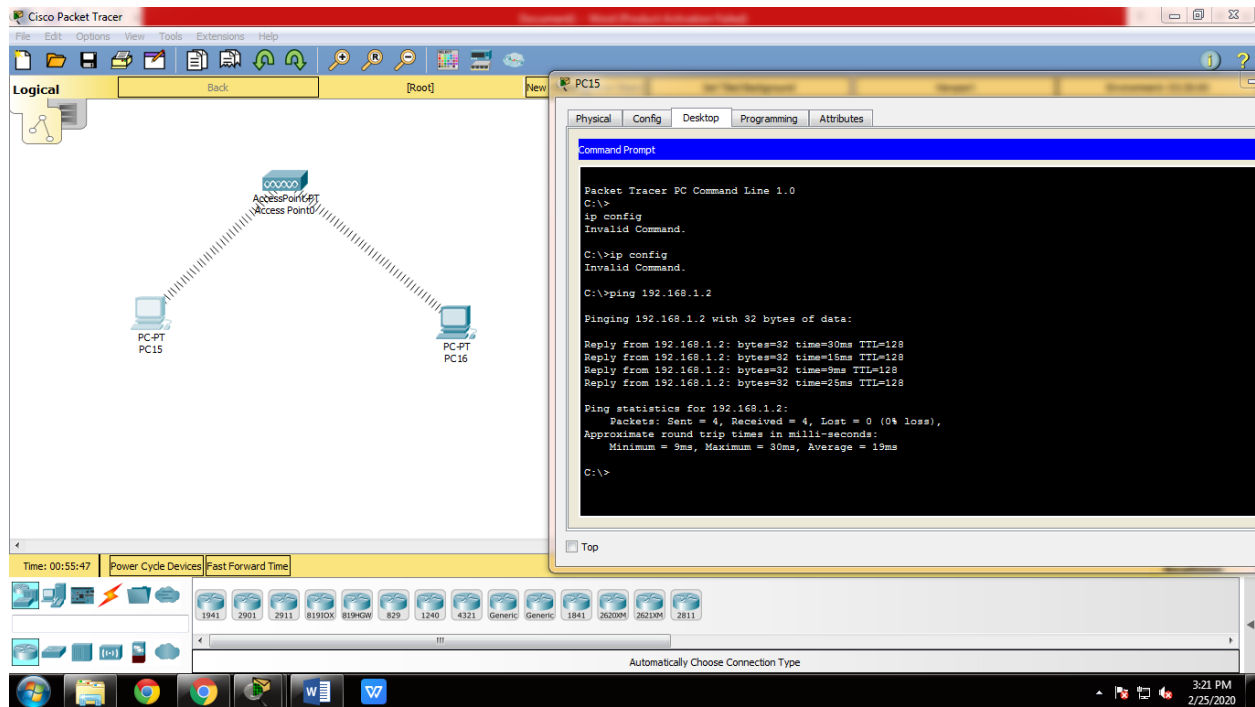 Cisco Packet Tracer
File Edit Options View Tools Extensions Help
Logical
Back
[Root]
New
AccessPoint-PT
Access Point0
PC-PT
PC15
PC-PT
PC16
PC15
Physical Config Desktop Programming Attributes
Command Prompt
Packet Tracer PC Command Line 1.0
C:\>
ip config
Invalid Command.
C:\>ip config
Invalid Command.
C:\>ping 192.168.1.2
Pinging 192.168.1.2 with 32 bytes of data:
Reply from 192.168.1.2: bytes=32 time=30ms TTL=128
Reply from 192.168.1.2: bytes=32 time=15ms TTL=128
Reply from 192.168.1.2: bytes=32 time=9ms TTL=128
Reply from 192.168.1.2: bytes=32 time=25ms TTL=128
Ping statistics for 192.168.1.2:
Packets: Sent = 4, Received = 4, Lost = 0 (0% loss),
Approximate round trip times in milli-seconds:
Minimum = 9ms, Maximum = 30ms, Average = 19ms
C:\>
Top
Time: 00:55:47 Power Cycle Devices Fast Forward Time
1941 2901 2911 819IOX 819HGW 829 1240 4321 Generic Generic 1841 2620XM 2621XM 2811
Automatically Choose Connection Type
3:21 PM
2/25/2020